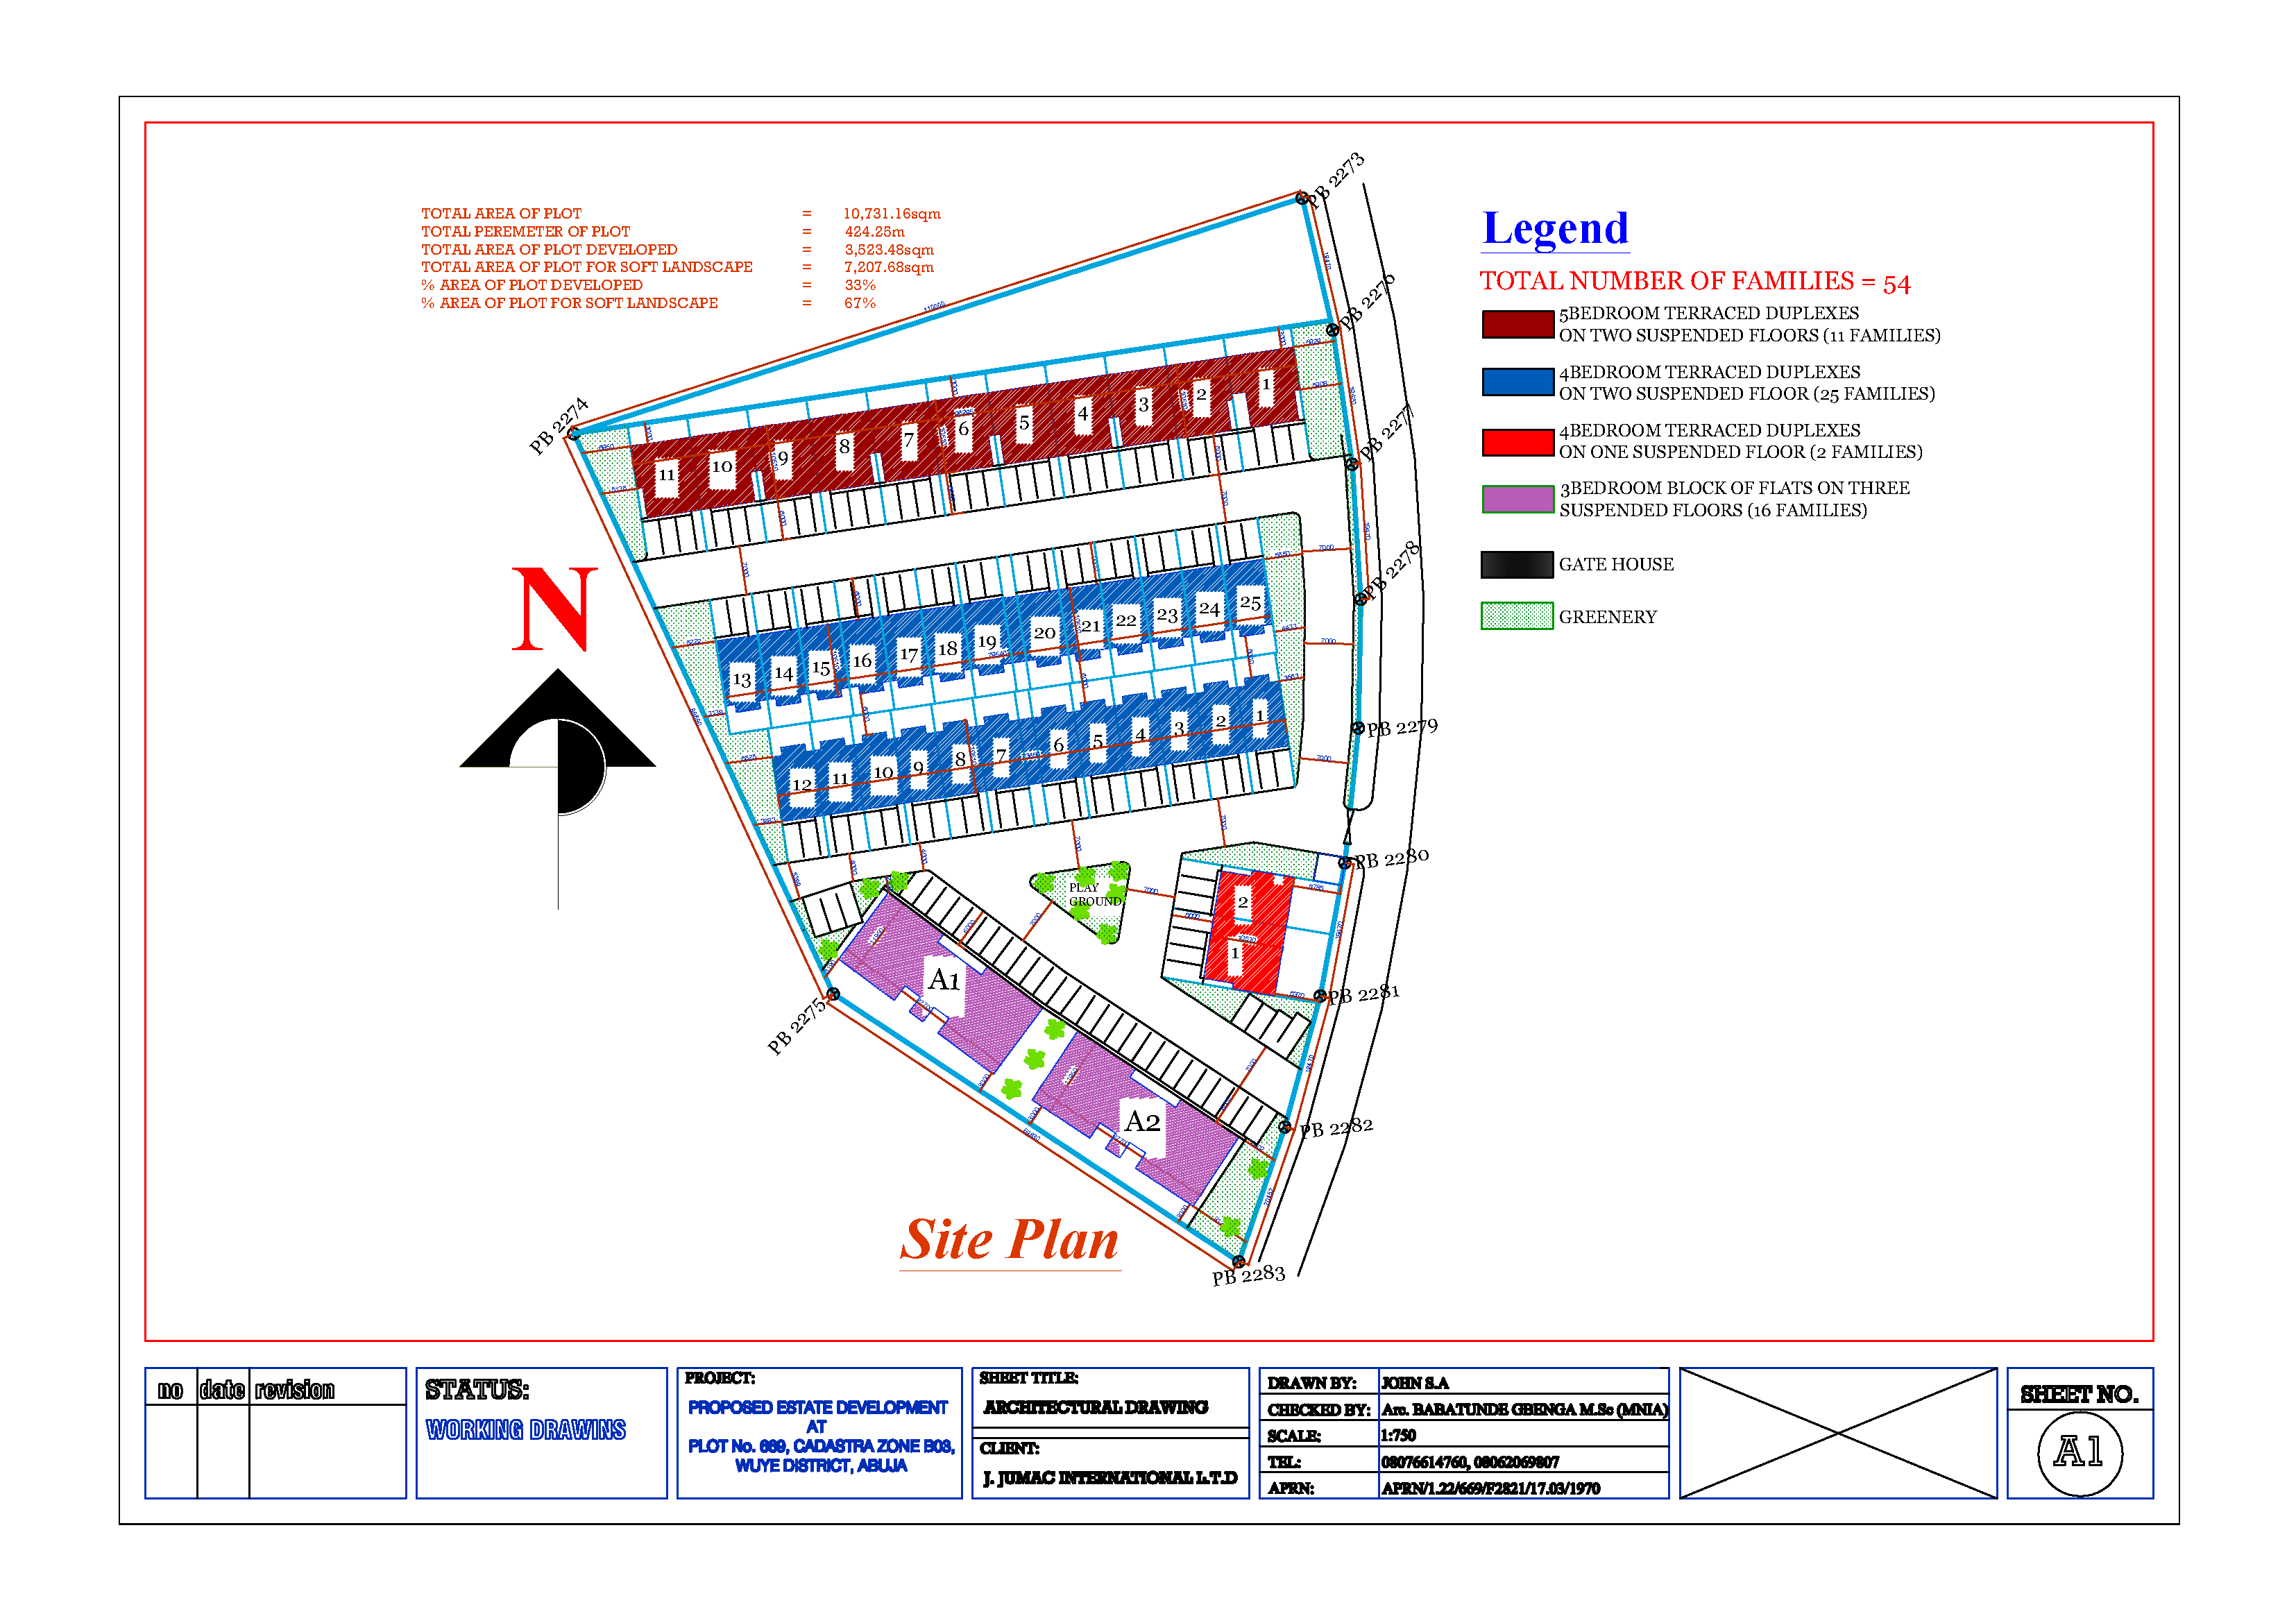 TOTAL AREA OF PLOT = 10,731.16sqm
TOTAL PEREMETER OF PLOT = 424.25m
TOTAL AREA OF PLOT DEVELOPED = 3,523.48sqm
TOTAL AREA OF PLOT FOR SOFT LANDSCAPE = 7,207.68sqm
% AREA OF PLOT DEVELOPED = 33%
% AREA OF PLOT FOR SOFT LANDSCAPE = 67%
Legend
TOTAL NUMBER OF FAMILIES = 54
5BEDROOM TERRACED DUPLEXES
ON TWO SUSPENDED FLOORS (11 FAMILIES)
4BEDROOM TERRACED DUPLEXES
ON TWO SUSPENDED FLOOR (25 FAMILIES)
4BEDROOM TERRACED DUPLEXES
ON ONE SUSPENDED FLOOR (2 FAMILIES)
3BEDROOM BLOCK OF FLATS ON THREE
SUSPENDED FLOORS (16 FAMILIES)
GATE HOUSE
GREENERY
PB 2273
PB 2276
PB 2274
PB 2277
PB 2278
PB 2279
PB 2280
PB 2281
PB 2275
PB 2282
PB 2283
11 10 9 8 7 6 5 4 3 2 1
N
13 14 15 16 17 18 19 20 21 22 23 24 25
12 11 10 9 8 7 6 5 4 3 2 1
PLAY
GROUND
2
1
A1
A2
Site Plan
no date revision
STATUS:
WORKING DRAWINS
PROJECT:
PROPOSED ESTATE DEVELOPMENT
AT
PLOT No. 669, CADASTRA ZONE B03,
WUYE DISTRICT, ABUJA
SHEET TITLE:
ARCHITECTURAL DRAWING
CLIENT:
J. JUMAC INTERNATIONAL L.T.D
DRAWN BY: JOHN S.A
CHECKED BY: Arc. BABATUNDE GBENGA M.Sc (MNIA)
SCALE: 1:750
TEL: 08076614760, 08062069807
APRN: APRN/1.22/669/F2821/17.03/1970
SHEET NO.
A1